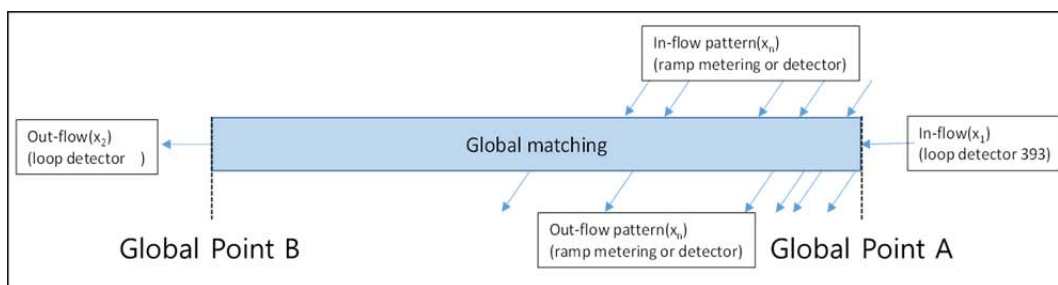 In-flow pattern(xn)
(ramp metering or detector)
Out-flow(x2)
(loop detector )
Global matching
In-flow(x1)
(loop detector 393)
Out-flow pattern(xn)
(ramp metering or detector)
Global Point B
Global Point A